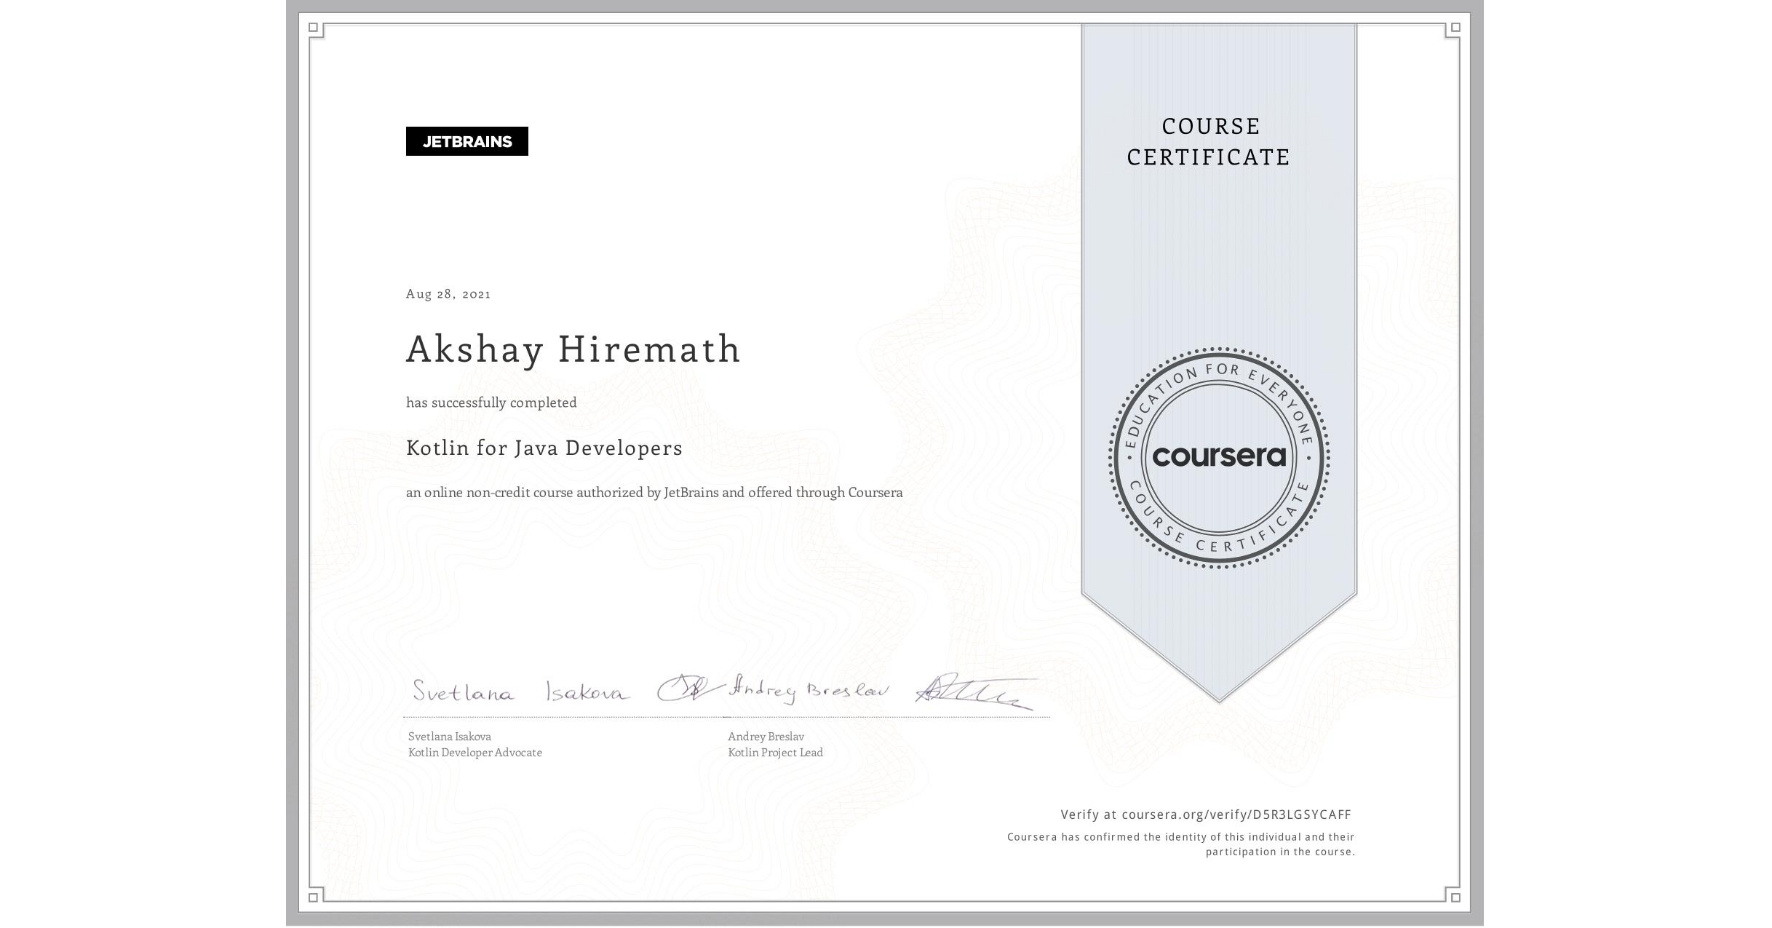 JETBRAINS
COURSE
CERTIFICATE
Aug 28, 2021
Akshay Hiremath
has successfully completed
Kotlin for Java Developers
an online non-credit course authorized by JetBrains and offered through Coursera
EDUCATION FOR EVERYONE
coursera
COURSE CERTIFICATE
Svetlana Isakova
Andrey Breslav
Svetlana Isakova
Kotlin Developer Advocate
Andrey Breslav
Kotlin Project Lead
Verify at coursera.org/verify/D5R3LGSYCAFF
Coursera has confirmed the identity of this individual and their
participation in the course.